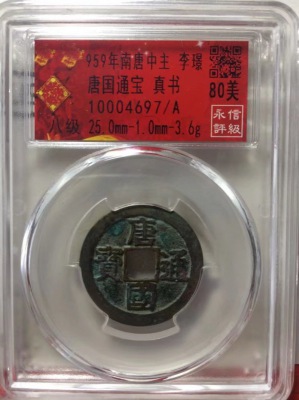 959年南唐中主 李璟
唐国通宝 真书
80美
10004697/A
八级 25.0mm-1.0mm-3.6g
永信
評級
唐國通寶